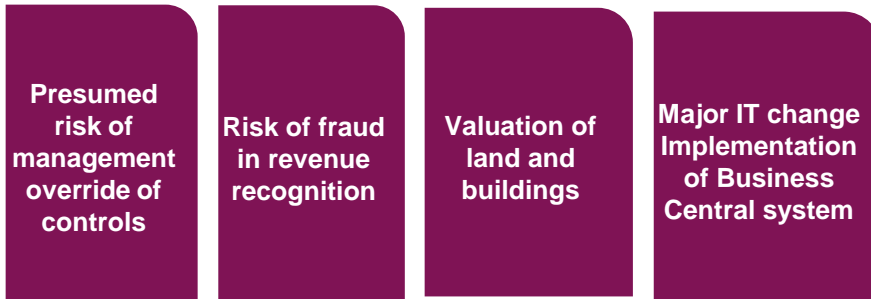 Presumed
risk of
management
override of
controls
Risk of fraud
in revenue
recognition
Valuation of
land and
buildings
Major IT change
Implementation
of Business
Central system